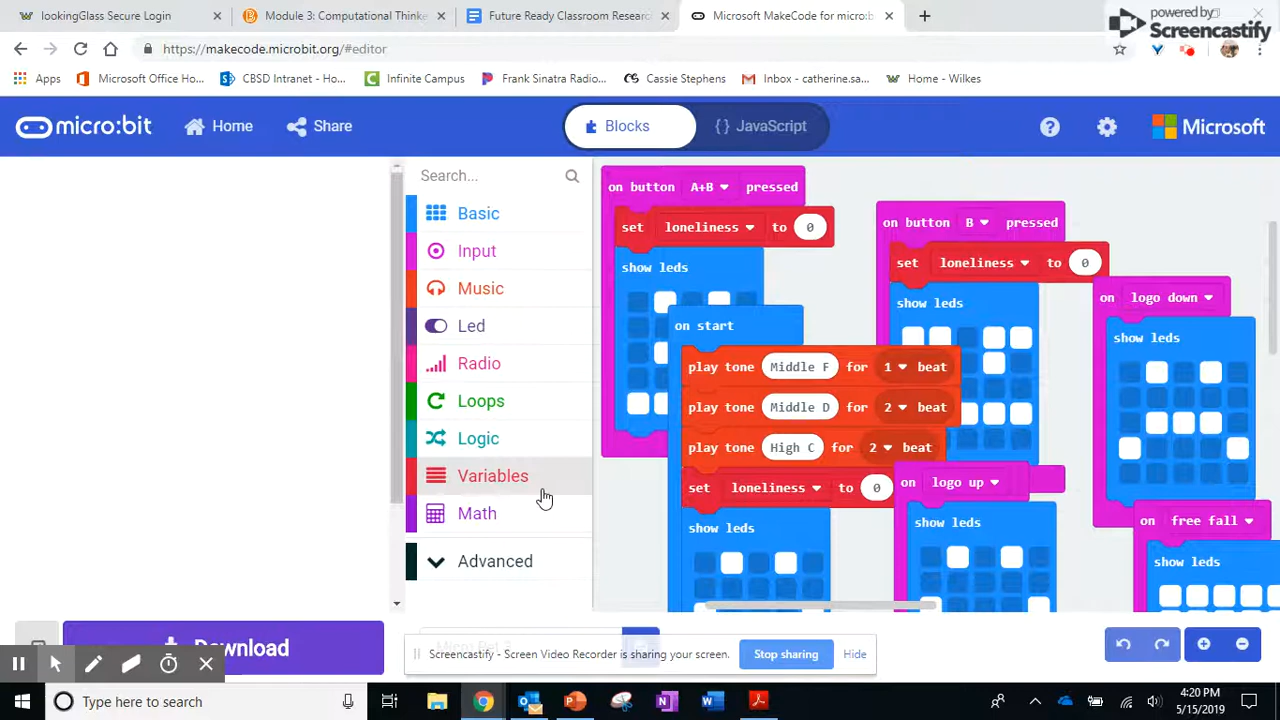 lookingGlass Secure Login
Module 3: Computational Thinke
Future Ready Classroom Researc
Microsoft MakeCode for micro:b
powered by
Screencastify
https://makecode.microbit.org/#editor
Apps
Microsoft Office Ho...
CBSD Intranet - Ho...
Infinite Campus
Frank Sinatra Radio...
Cassie Stephens
Inbox - catherine.sa...
Home - Wilkes
micro:bit
Home
Share
Blocks
{} JavaScript
Microsoft
Search...
Basic
Input
Music
Led
Radio
Loops
Logic
Variables
Math
Advanced
on button A+B pressed
set loneliness to 0
show leds
on start
play tone Middle F for 1 beat
play tone Middle D for 2 beat
play tone High C for 2 beat
set loneliness to 0
show leds
on button B pressed
set loneliness to 0
show leds
on logo down
show leds
on logo up
show leds
on free fall
show leds
Download
Screencastify - Screen Video Recorder is sharing your screen.
Stop sharing
Hide
Type here to search
4:20 PM
5/15/2019